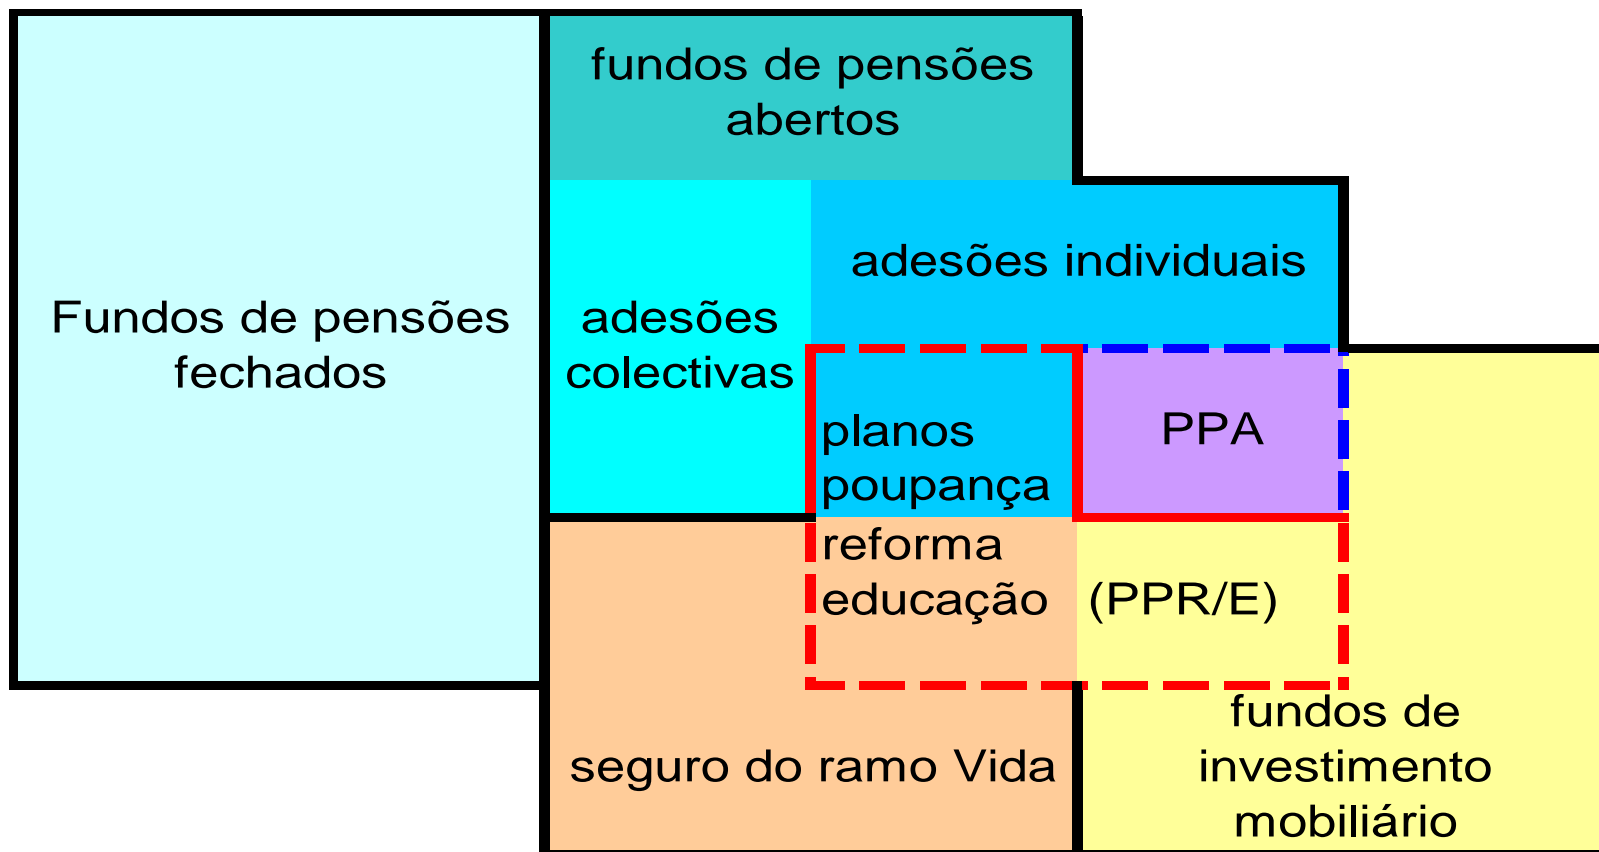 fundos de pensões
abertos
adesões individuais
Fundos de pensões
fechados
adesões
colectivas
planos
poupança
PPA
reforma
educação
(PPR/E)
seguro do ramo Vida
fundos de
investimento
mobiliário